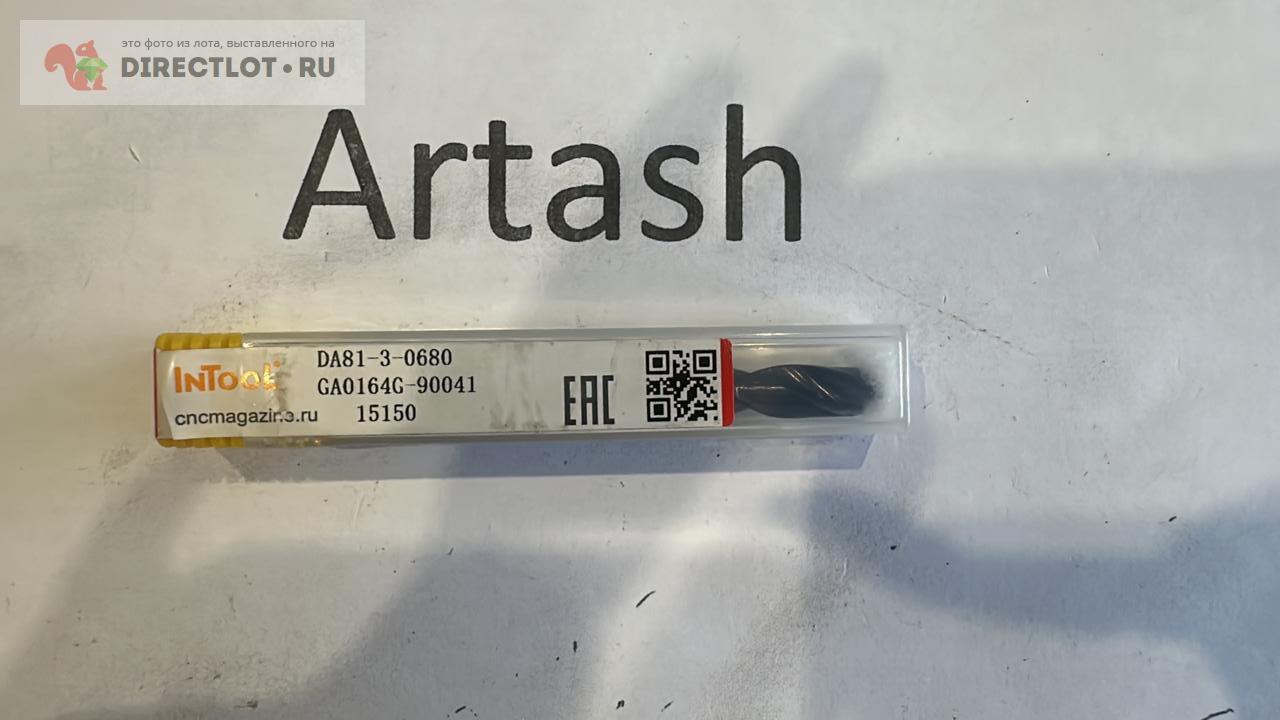 это фото из лота, выставленного на
DIRECTLOT•RU
Artash
INTOOL
DA81-3-0680
GA0164G-90041
cncmagazine.ru
15150
EAC